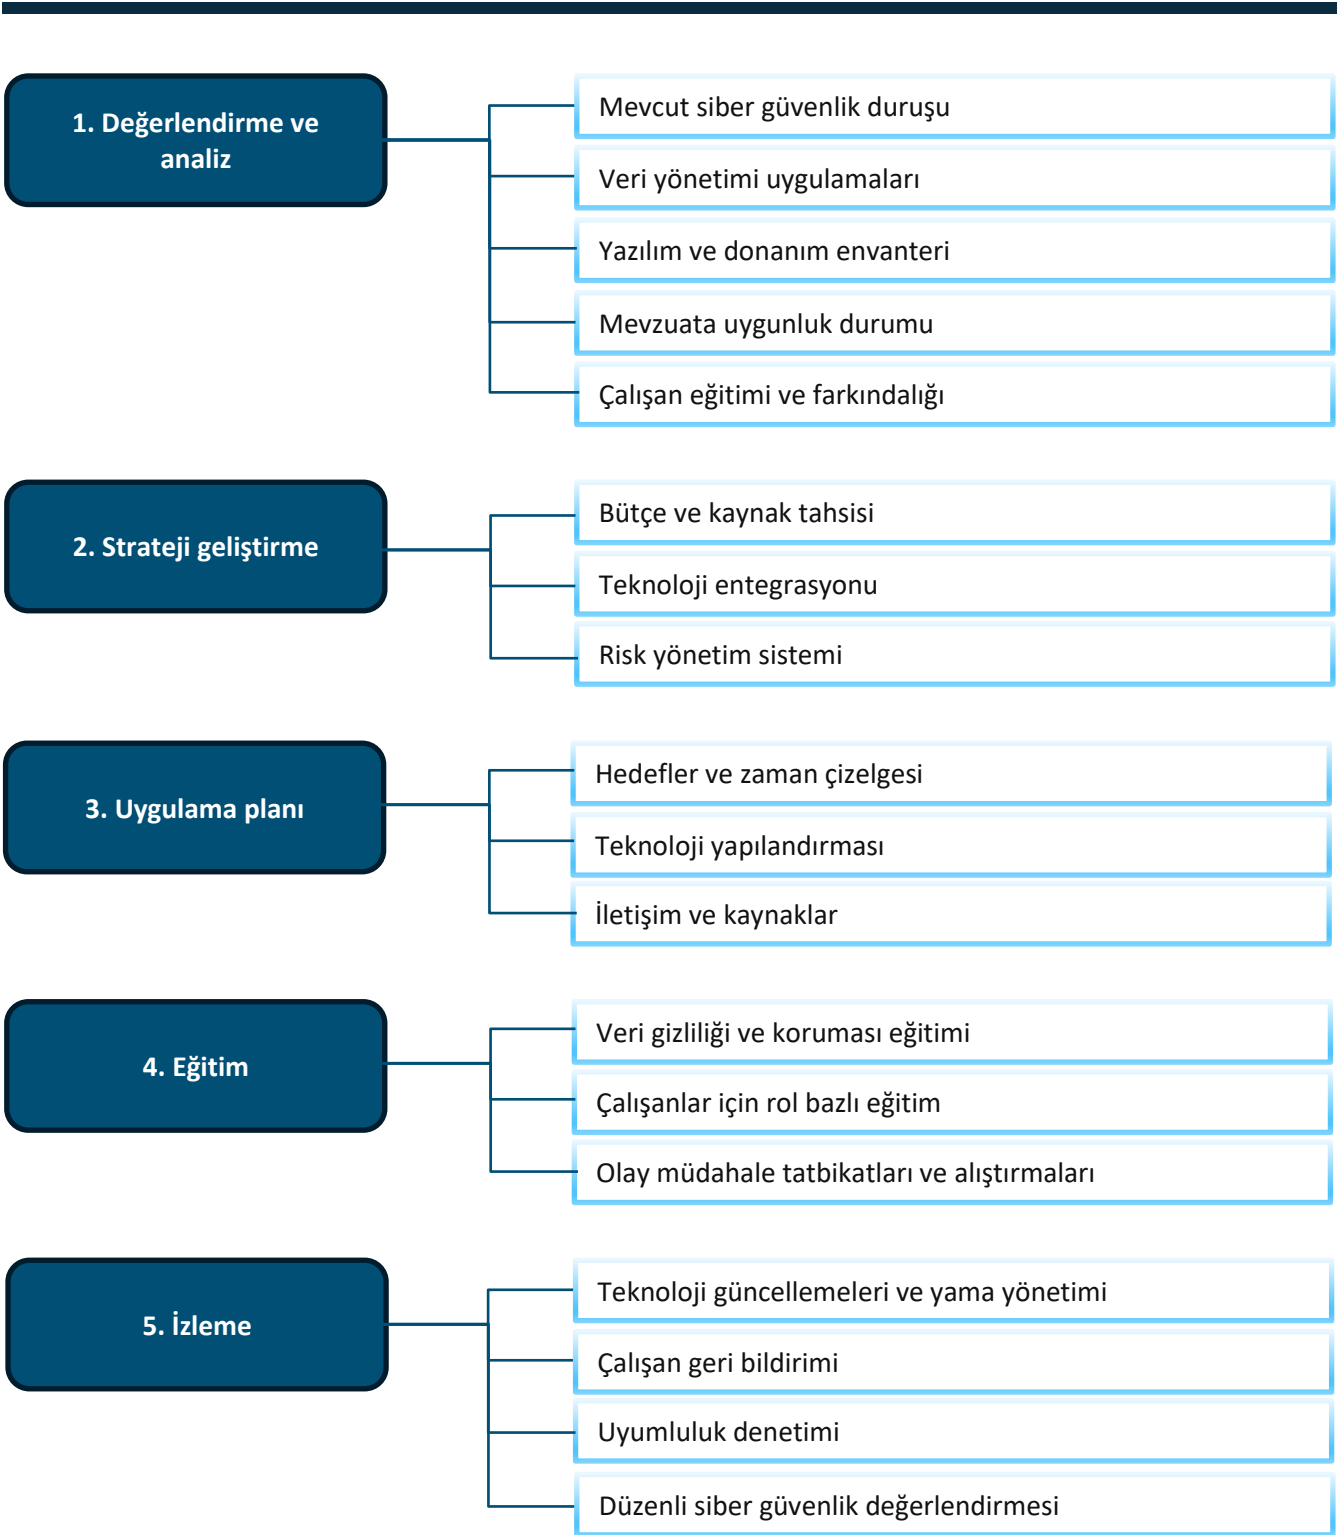 1. Değerlendirme ve
analiz
Mevcut siber güvenlik duruşu
Veri yönetimi uygulamaları
Yazılım ve donanım envanteri
Mevzuata uygunluk durumu
Çalışan eğitimi ve farkındalığı
2. Strateji geliştirme
Bütçe ve kaynak tahsisi
Teknoloji entegrasyonu
Risk yönetim sistemi
3. Uygulama planı
Hedefler ve zaman çizelgesi
Teknoloji yapılandırması
İletişim ve kaynaklar
4. Eğitim
Veri gizliliği ve koruması eğitimi
Çalışanlar için rol bazlı eğitim
Olay müdahale tatbikatları ve alıştırmaları
5. İzleme
Teknoloji güncellemeleri ve yama yönetimi
Çalışan geri bildirimi
Uyumluluk denetimi
Düzenli siber güvenlik değerlendirmesi